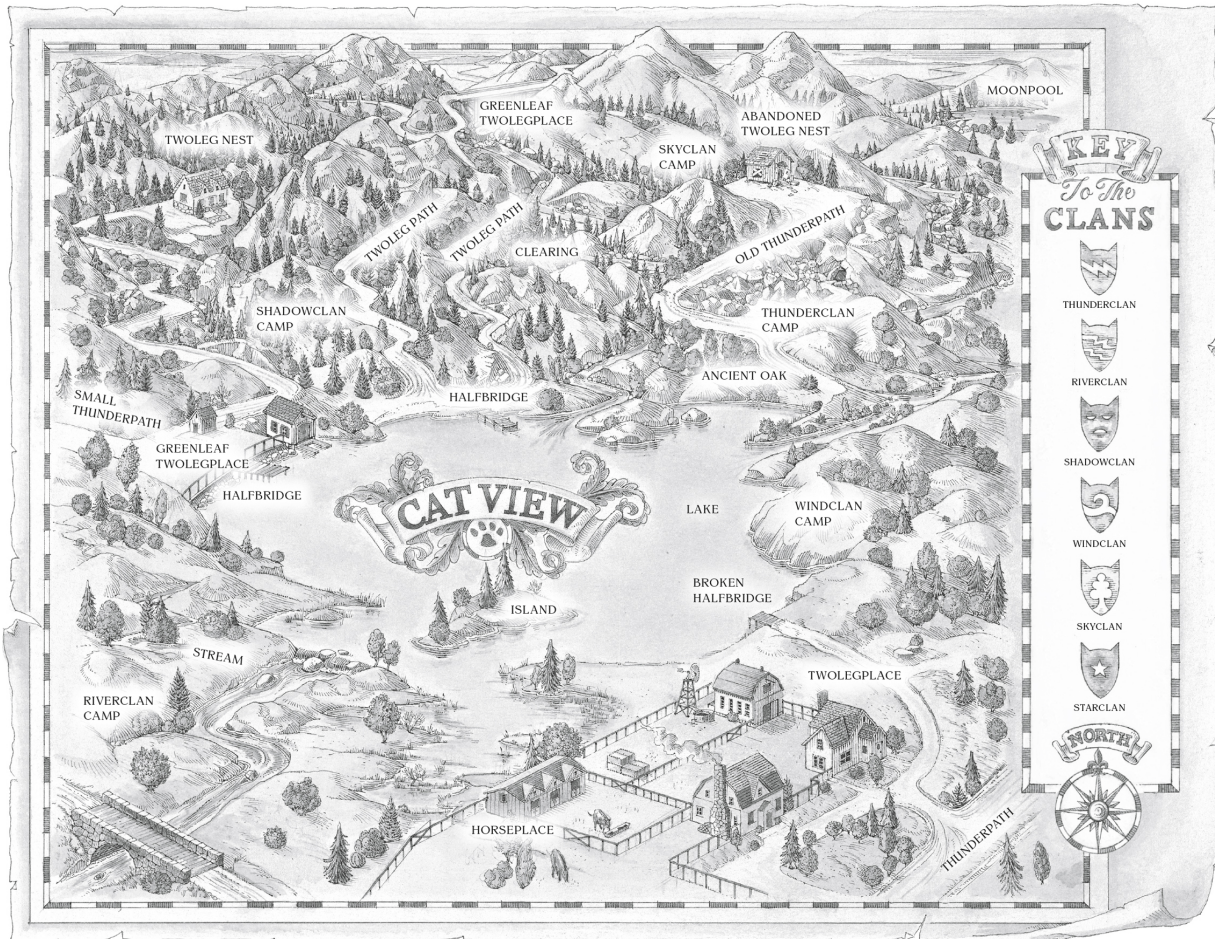 GREENLEAF
TWOLEGPLACE
MOONPOOL
ABANDONED
TWOLEG NEST
TWOLEG NEST
SKYCLAN
CAMP
TWOLEG PATH
TWOLEG PATH
OLD THUNDERPATH
CLEARING
SHADOWCLAN
CAMP
THUNDERCLAN
CAMP
ANCIENT OAK
HALFBRIDGE
SMALL
THUNDERPATH
GREENLEAF
TWOLEGPLACE
HALFBRIDGE
CAT VIEW
LAKE
WINDCLAN
CAMP
BROKEN
HALFBRIDGE
ISLAND
STREAM
TWOLEGPLACE
RIVERCLAN
CAMP
HORSEPLACE
THUNDERPATH
KEY
To The
CLANS
THUNDERCLAN
RIVERCLAN
SHADOWCLAN
WINDCLAN
SKYCLAN
STARCLAN
NORTH